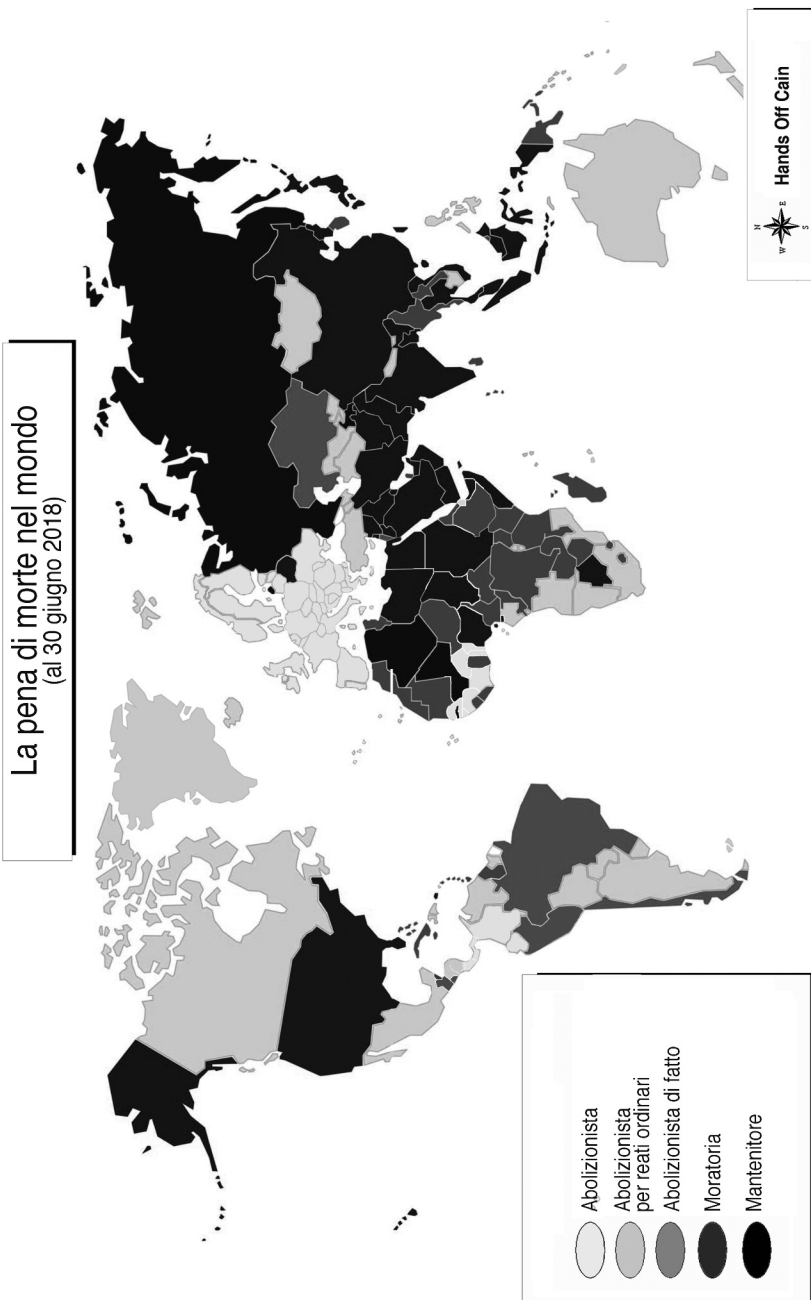 La pena di morte nel mondo
(al 30 giugno 2018)
Abolizionista
Abolizionista
per reati ordinari
Abolizionista di fatto
Moratoria
Mantenitore
N
W E
S
Hands Off Cain